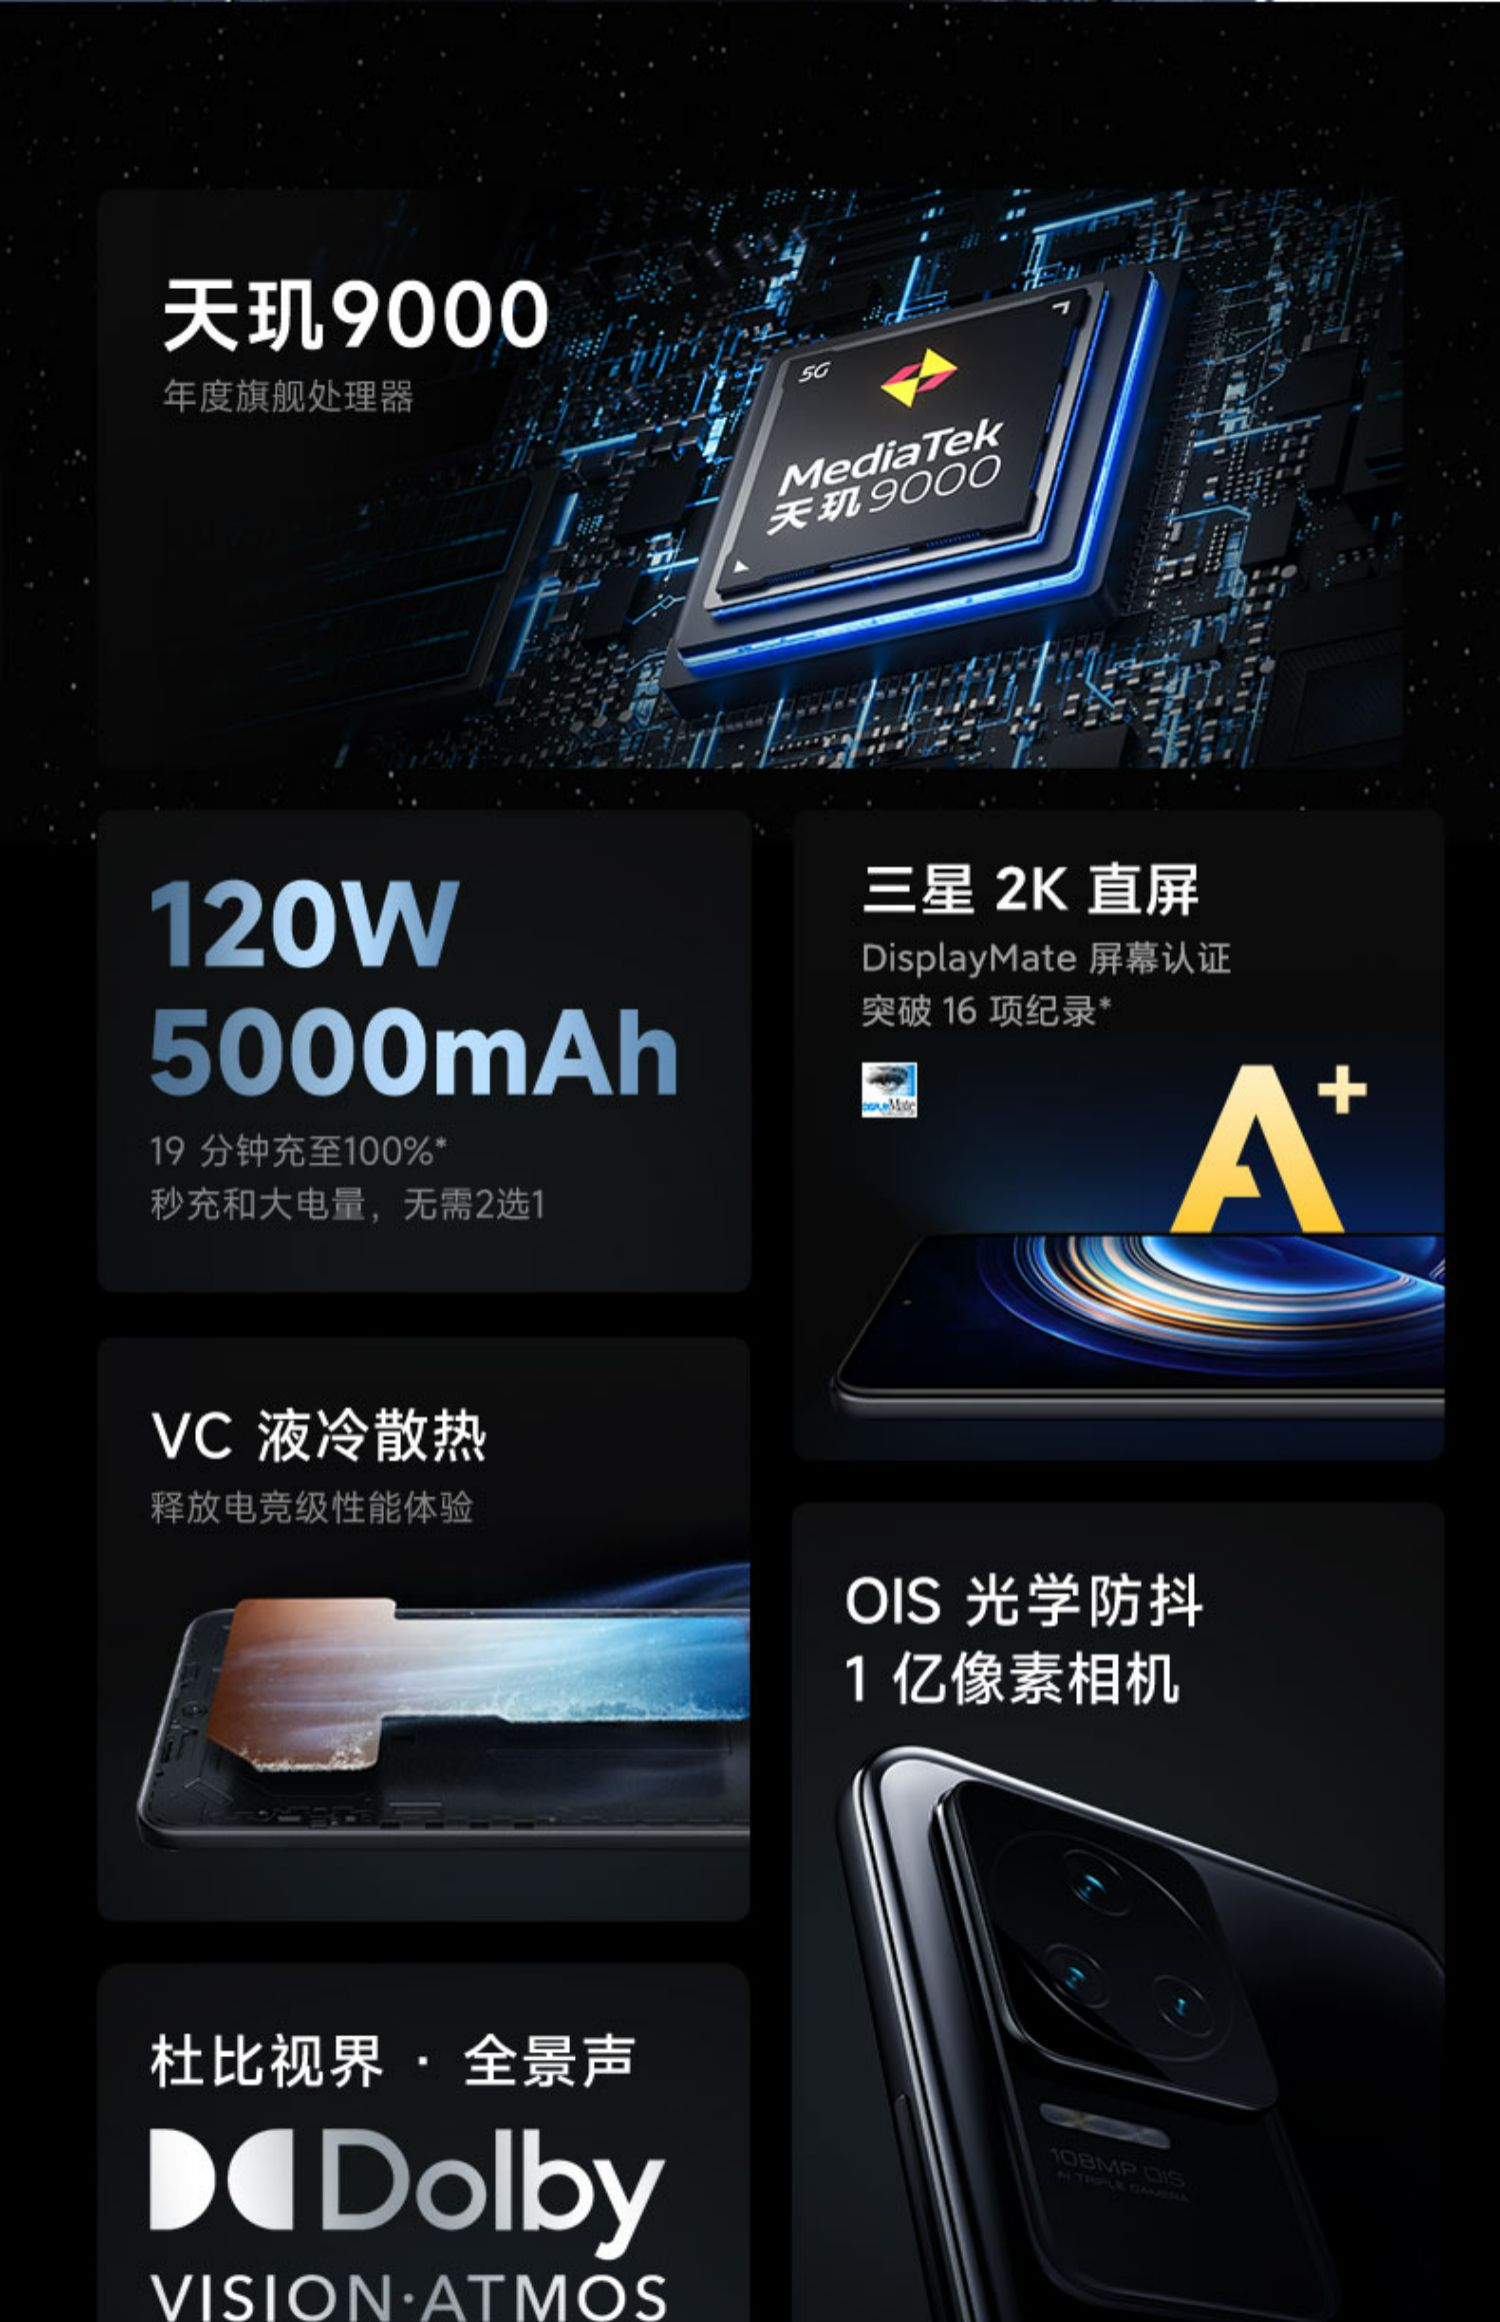 天玑9000
年度旗舰处理器
5G
MediaTek
天玑9000
120W
5000mAh
19 分钟充至100%*
秒充和大电量，无需2选1
三星 2K 直屏
DisplayMate 屏幕认证
突破 16 项纪录*
DISPLAYMate
A+
VC 液冷散热
释放电竞级性能体验
OIS 光学防抖
1 亿像素相机
108MP OIS
AI TRIPLE CAMERA
杜比视界 · 全景声
Dolby
VISION·ATMOS